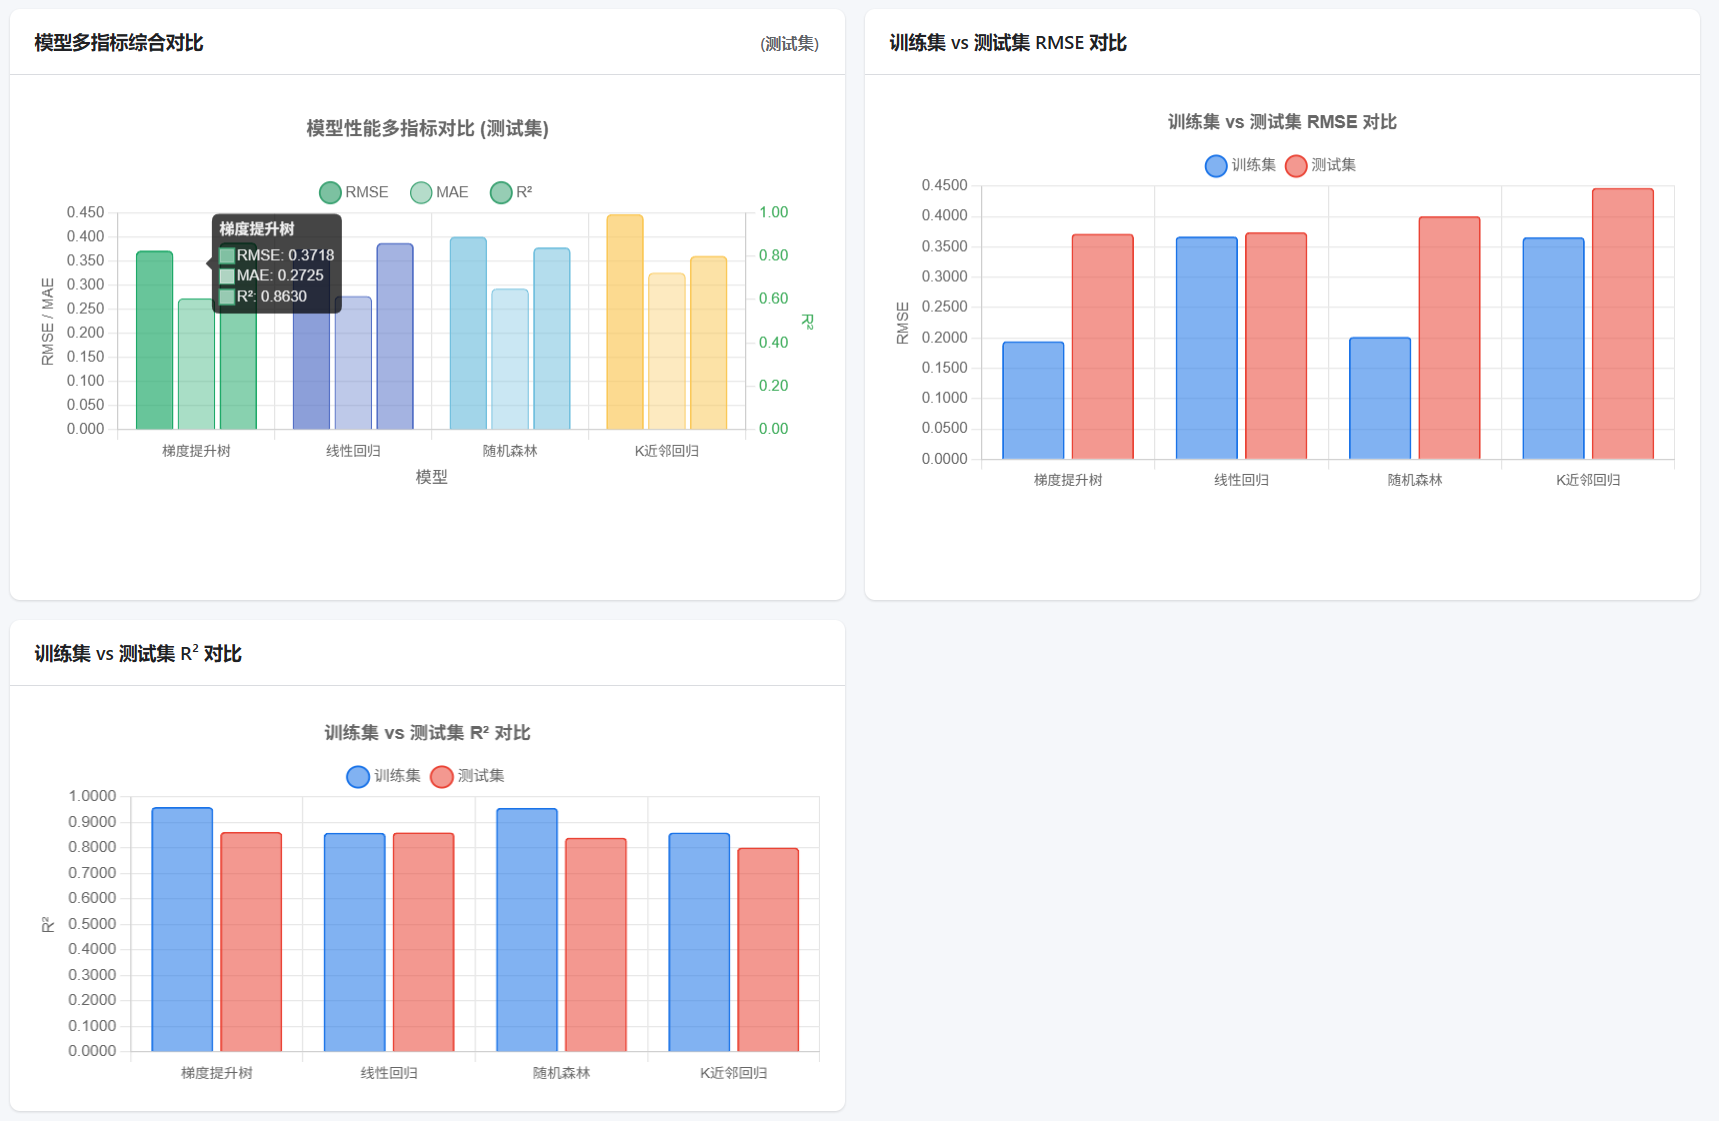 模型多指标综合对比
(测试集)
模型性能多指标对比 (测试集)
RMSE
MAE
R²
0.450
0.400
0.350
0.300
0.250
0.200
0.150
0.100
0.050
0.000
RMSE / MAE
1.00
0.80
0.60
0.40
0.20
0.00
R²
梯度提升树
RMSE: 0.3718
MAE: 0.2725
R²: 0.8630
梯度提升树
线性回归
随机森林
K近邻回归
模型
训练集 vs 测试集 RMSE 对比
训练集 vs 测试集 RMSE 对比
训练集
测试集
0.4500
0.4000
0.3500
0.3000
0.2500
0.2000
0.1500
0.1000
0.0500
0.0000
RMSE
梯度提升树
线性回归
随机森林
K近邻回归
训练集 vs 测试集 R² 对比
训练集 vs 测试集 R² 对比
训练集
测试集
1.0000
0.9000
0.8000
0.7000
0.6000
0.5000
0.4000
0.3000
0.2000
0.1000
0.0000
R²
梯度提升树
线性回归
随机森林
K近邻回归